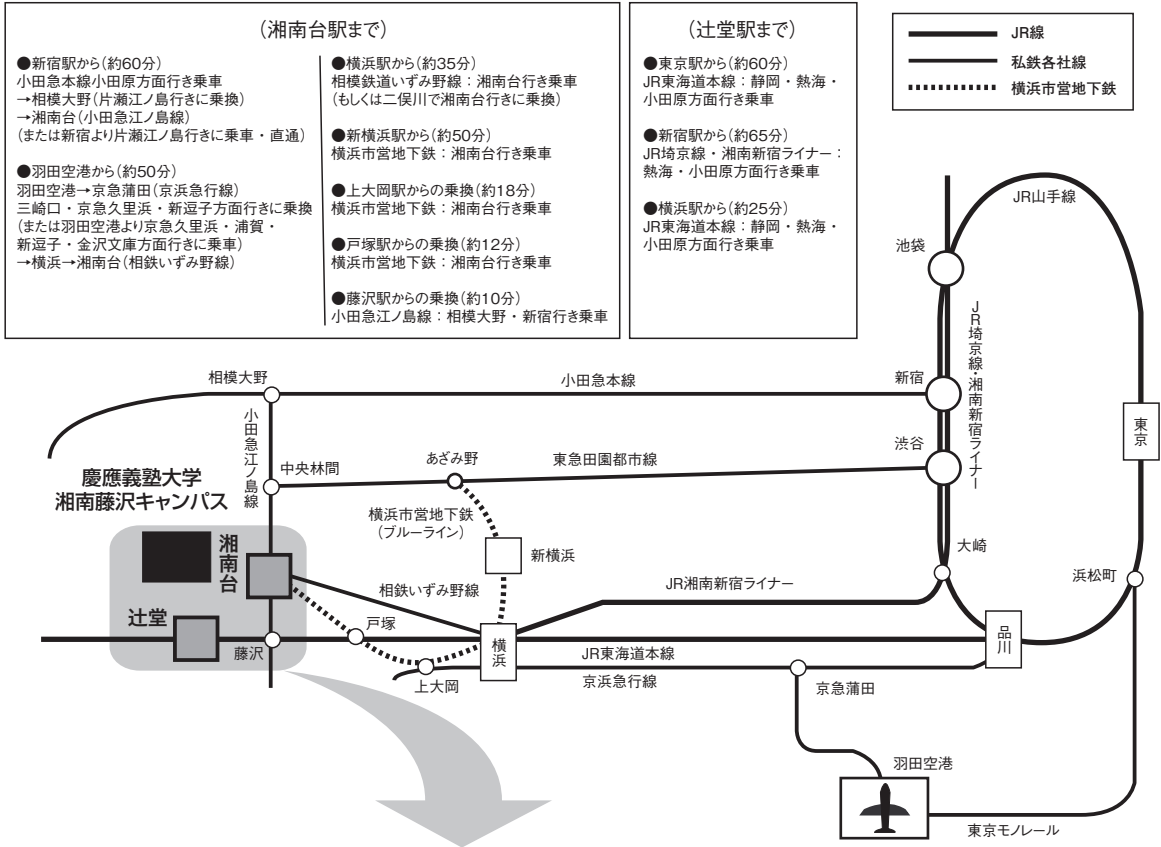 (湘南台駅まで)
●新宿駅から(約60分)
小田急本線小田原方面行き乗車
→相模大野(片瀬江ノ島行きに乗換)
→湘南台(小田急江ノ島線)
(または新宿より片瀬江ノ島行きに乗車・直通)
●羽田空港から(約50分)
羽田空港→京急蒲田(京浜急行線)
三崎口・京急久里浜・新逗子方面行きに乗換
(または羽田空港より京急久里浜・浦賀・
新逗子・金沢文庫方面行きに乗車)
→横浜→湘南台(相鉄いずみ野線)
●横浜駅から(約35分)
相模鉄道いずみ野線:湘南台行き乗車
(もしくは二俣川で湘南台行きに乗換)
●新横浜駅から(約50分)
横浜市営地下鉄:湘南台行き乗車
●上大岡駅からの乗換(約18分)
横浜市営地下鉄:湘南台行き乗車
●戸塚駅からの乗換(約12分)
横浜市営地下鉄:湘南台行き乗車
●藤沢駅からの乗換(約10分)
小田急江ノ島線:相模大野・新宿行き乗車
(辻堂駅まで)
●東京駅から(約60分)
JR東海道本線:静岡・熱海・
小田原方面行き乗車
●新宿駅から(約65分)
JR埼京線・湘南新宿ライナー:
熱海・小田原方面行き乗車
●横浜駅から(約25分)
JR東海道本線:静岡・熱海・
小田原方面行き乗車
JR線
私鉄各社線
横浜市営地下鉄
JR山手線
池袋
JR埼京線・湘南新宿ライナー
相模大野
小田急本線
新宿
東京
小田急江ノ島線
渋谷
慶應義塾大学
湘南藤沢キャンパス
中央林間
あざみ野
東急田園都市線
横浜市営地下鉄
(ブルーライン)
新横浜
大崎
湘南台
相鉄いずみ野線
JR湘南新宿ライナー
浜松町
辻堂
藤沢
戸塚
横浜
品川
JR東海道本線
上大岡
京浜急行線
京急蒲田
羽田空港
東京モノレール